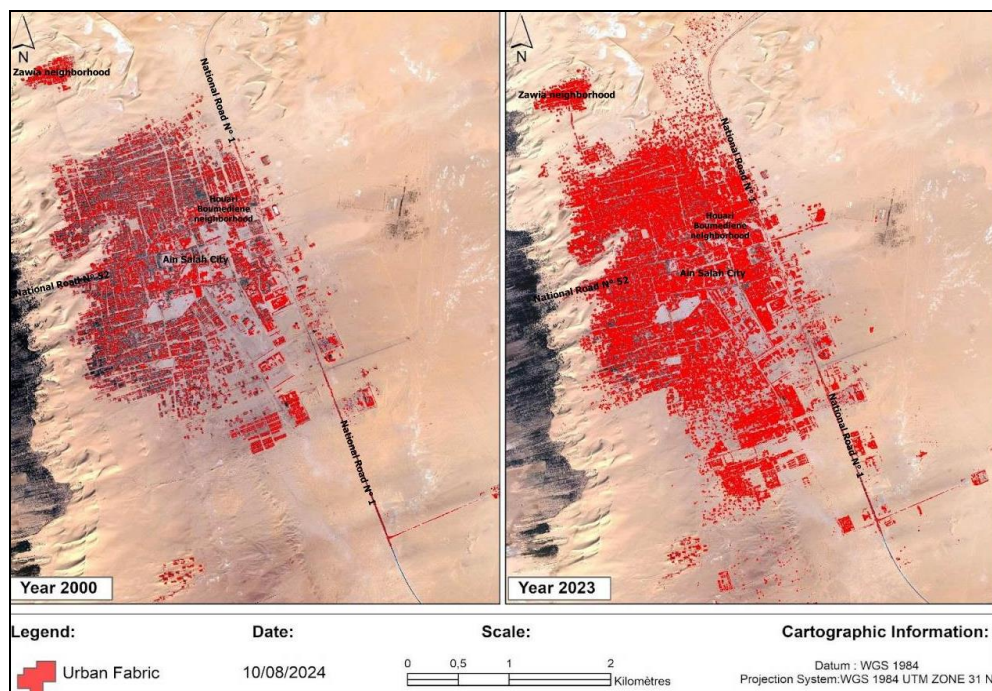 N
Zawia neighborhood
National Road N° 1
Houari
Boumediene
neighborhood
Ain Salah City
National Road N° 52
National Road N° 1
Year 2000
N
Zawia neighborhood
National Road N° 1
Houari
Boumediene
neighborhood
Ain Salah City
National Road N° 52
National Road N° 1
Year 2023
Legend:
Date:
Scale:
Cartographic Information:
Urban Fabric
10/08/2024
0 0,5 1 2
Kilomètres
Datum : WGS 1984
Projection System:WGS 1984 UTM ZONE 31 N